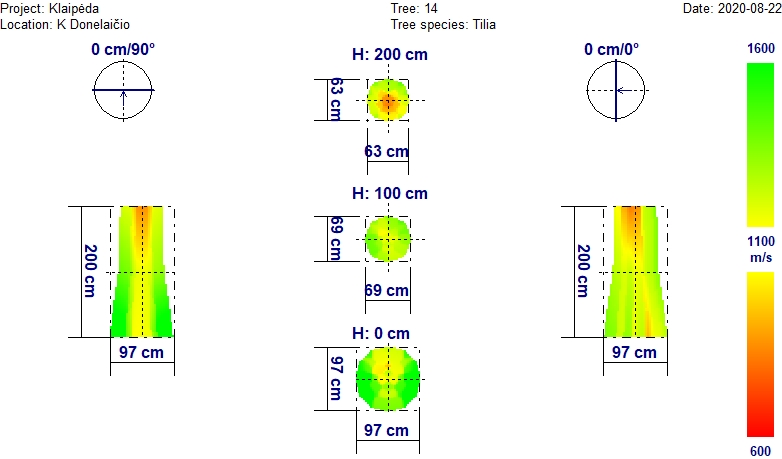 Project: Klaipėda
Tree: 14
Date: 2020-08-22
Location: K Donelaičio
Tree species: Tilia
0 cm/90°
H: 200 cm
0 cm/0°
1600
63 cm
63 cm
H: 100 cm
69 cm
69 cm
200 cm
97 cm
H: 0 cm
97 cm
97 cm
200 cm
97 cm
1100
m/s
600